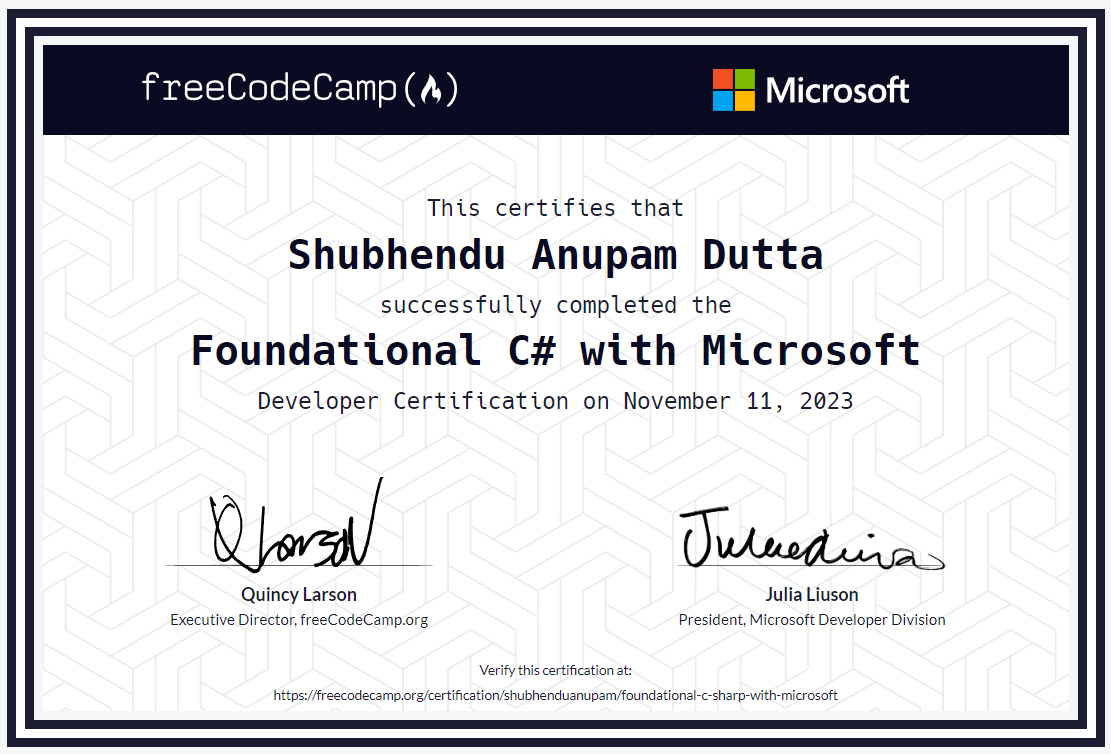 freeCodeCamp
Microsoft
This certifies that
Shubhendu Anupam Dutta
successfully completed the
Foundational C# with Microsoft
Developer Certification on November 11, 2023
QLarson
Quincy Larson
Executive Director, freeCodeCamp.org
Julia Liuson
President, Microsoft Developer Division
Verify this certification at:
https://freecodecamp.org/certification/shubhenduanupam/foundational-c-sharp-with-microsoft